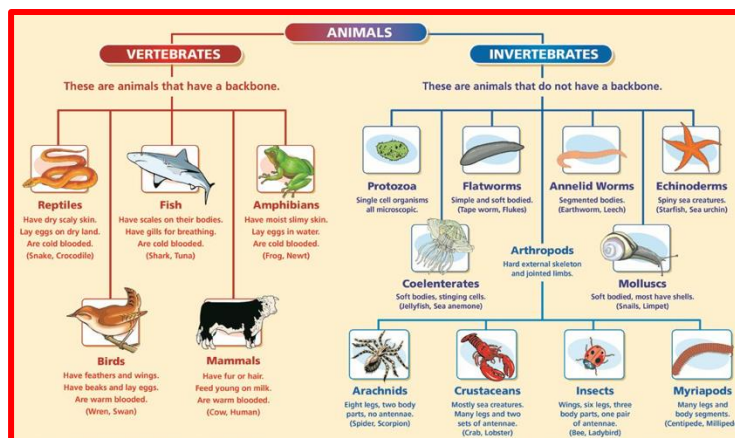 ANIMALS
VERTEBRATES
These are animals that have a backbone.
Reptiles
Have dry scaly skin.
Lay eggs on dry land.
Are cold blooded.
(Snake, Crocodile)
Fish
Have scales on their bodies.
Have gills for breathing.
Are cold blooded.
(Shark, Tuna)
Amphibians
Have moist slimy skin.
Lay eggs in water.
Are cold blooded.
(Frog, Newt)
Birds
Have feathers and wings.
Have beaks and lay eggs.
Are warm blooded.
(Wren, Swan)
Mammals
Have fur or hair.
Feed young on milk.
Are warm blooded.
(Cow, Human)
INVERTEBRATES
These are animals that do not have a backbone.
Protozoa
Single cell organisms
all microscopic.
Flatworms
Simple and soft bodied.
(Tape worm, Flukes)
Annelid Worms
Segmented bodies.
(Earthworm, Leech)
Echinoderms
Spiny sea creatures.
(Starfish, Sea urchin)
Coelenterates
Soft bodies, stinging cells.
(Jellyfish, Sea anemone)
Arthropods
Hard external skeleton
and jointed limbs.
Molluscs
Soft bodied, most have shells.
(Snails, Limpet)
Arachnids
Eight legs, two body
parts, no antennae.
(Spider, Scorpion)
Crustaceans
Mostly sea creatures.
Many legs and two
sets of antennae.
(Crab, Lobster)
Insects
Wings, six legs, three
body parts, one pair
of antennae.
(Bee, Ladybird)
Myriapods
Many legs and
body segments.
(Centipede, Millipede)